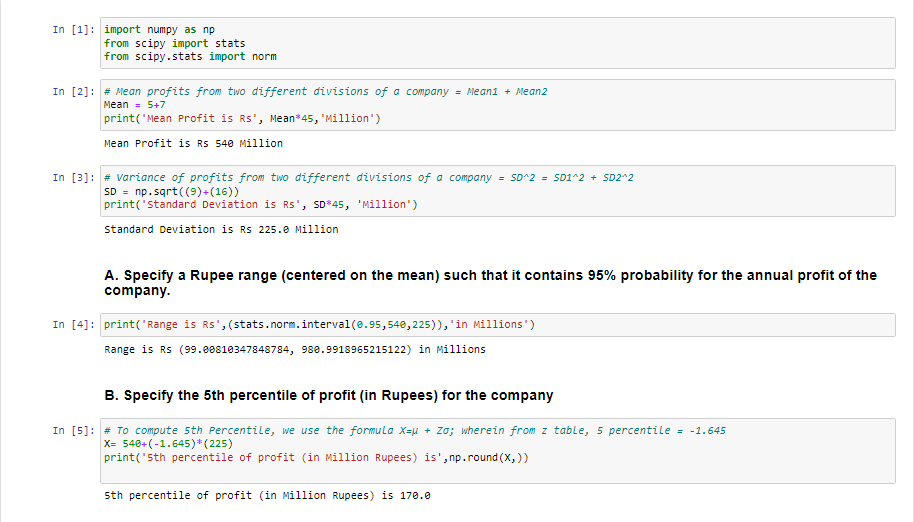 In [1]: import numpy as np
from scipy import stats
from scipy.stats import norm
In [2]: # Mean profits from two different divisions of a company = Mean1 + Mean2
Mean = 5+7
print('Mean Profit is Rs', Mean*45,'Million')
Mean Profit is Rs 540 Million
In [3]: # Variance of profits from two different divisions of a company = SD^2 = SD1^2 + SD2^2
SD = np.sqrt((9)+(16))
print('Standard Deviation is Rs', SD*45, 'Million')
Standard Deviation is Rs 225.0 Million
A. Specify a Rupee range (centered on the mean) such that it contains 95% probability for the annual profit of the
company.
In [4]: print('Range is Rs',(stats.norm.interval(0.95,540,225)),'in Millions')
Range is Rs (99.00810347848784, 980.9918965215122) in Millions
B. Specify the 5th percentile of profit (in Rupees) for the company
In [5]: # To compute 5th Percentile, we use the formula X=μ + Zσ; wherein from z table, 5 percentile = -1.645
X= 540+(-1.645)*(225)
print('5th percentile of profit (in Million Rupees) is',np.round(X,))
5th percentile of profit (in Million Rupees) is 170.0